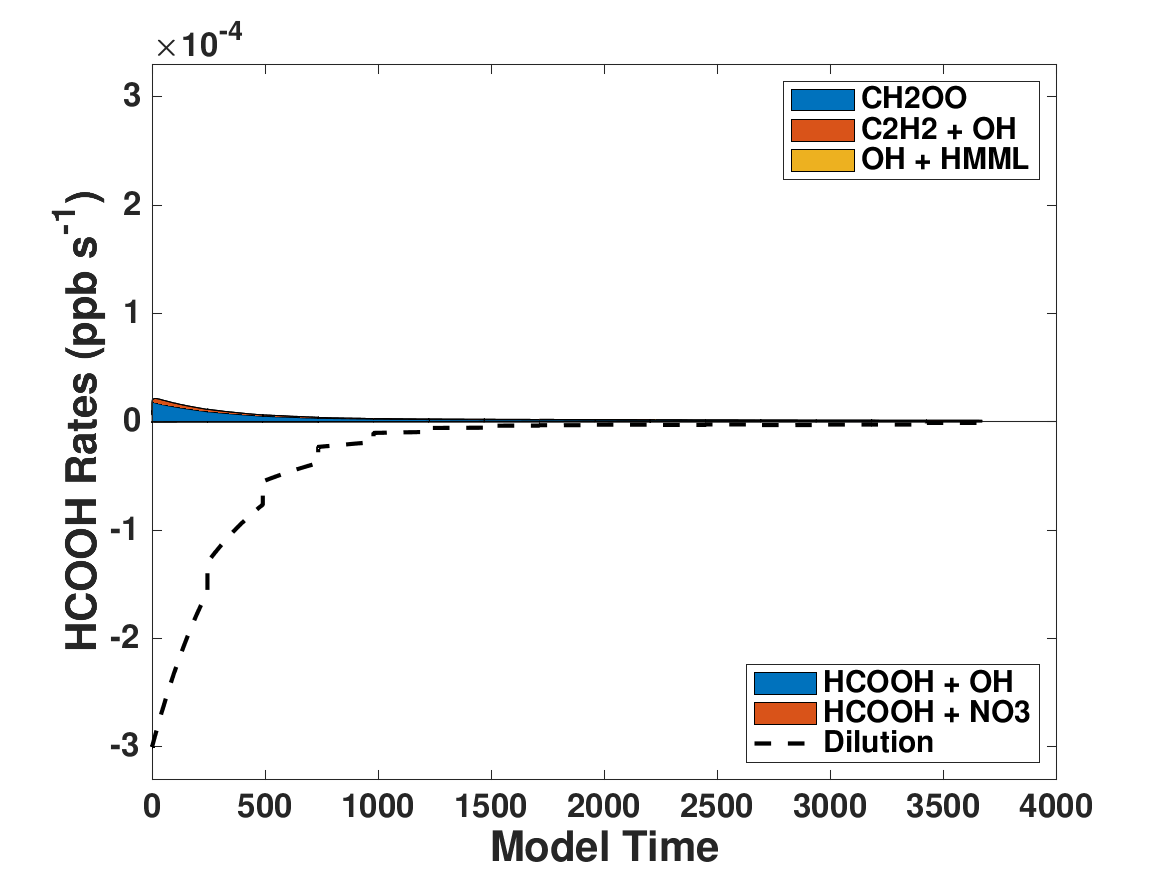 ×10-4
3
2
1
0
-1
-2
-3
HCOOH Rates (ppb s-1)
CH2OO
C2H2 + OH
OH + HMML
HCOOH + OH
HCOOH + NO3
Dilution
0 500 1000 1500 2000 2500 3000 3500 4000
Model Time